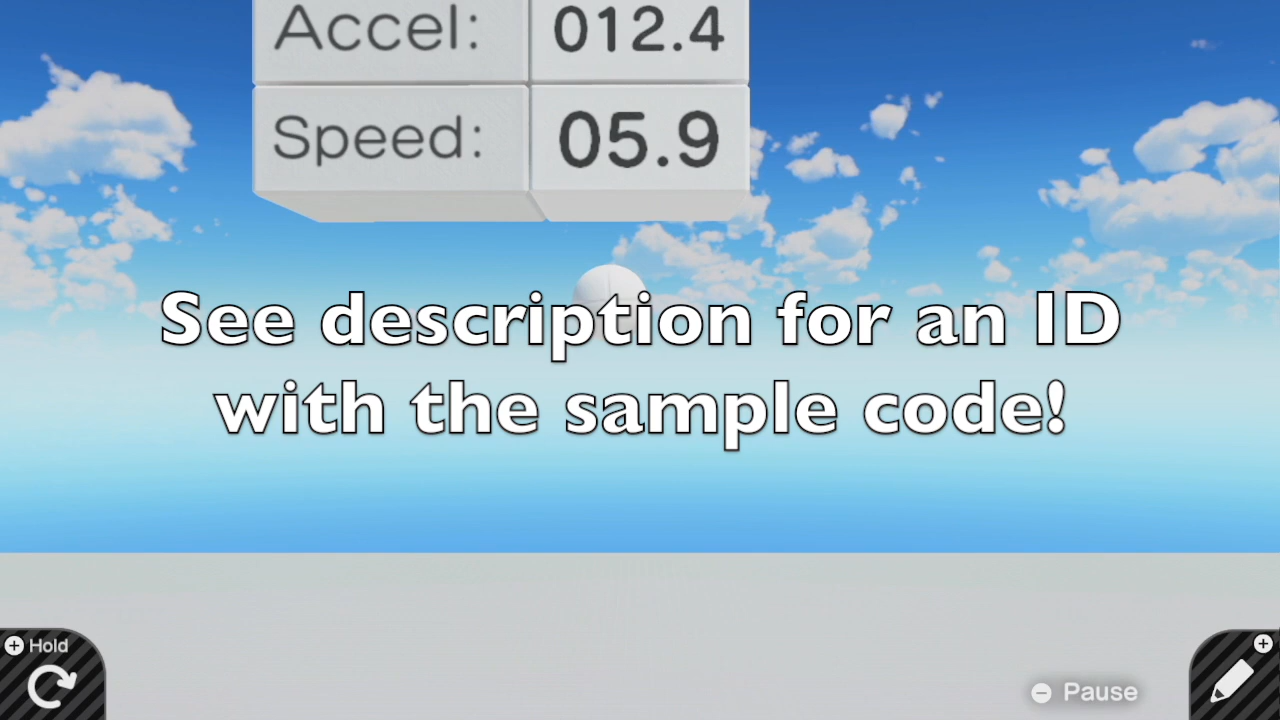 Accel: 012.4
Speed: 05.9
See description for an ID
with the sample code!
Hold
Pause